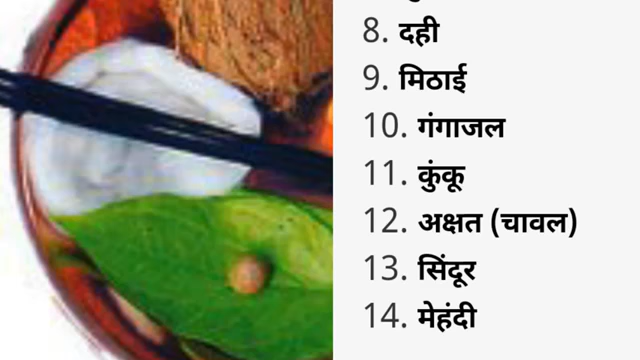 8. दही
9. मिठाई
10. गंगाजल
11. कुंकू
12. अक्षत (चावल)
13. सिंदूर
14. मेहंदी